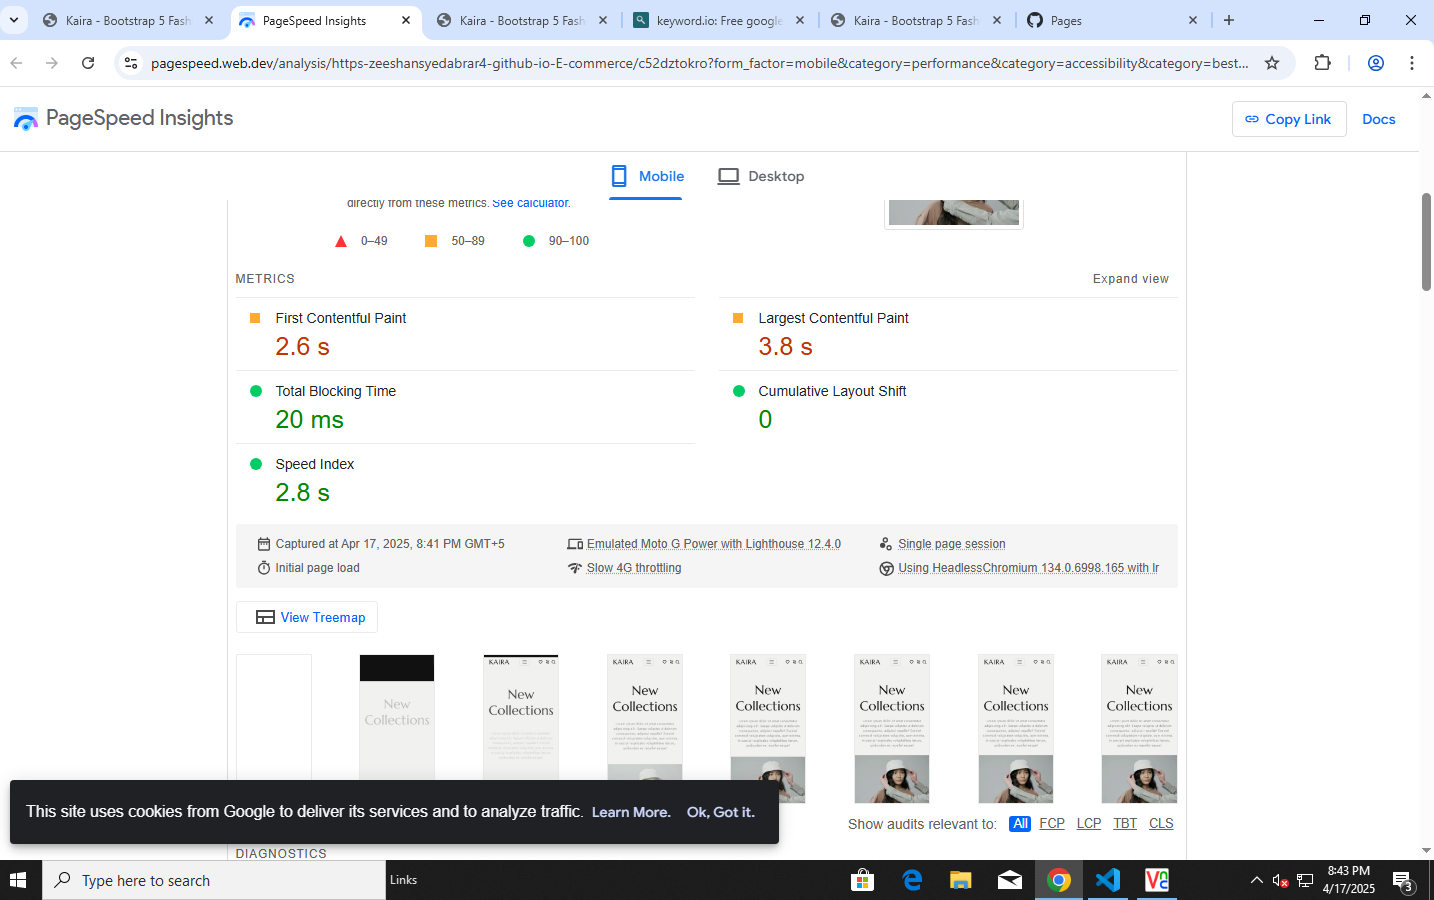 Kaira - Bootstrap 5 Fash
PageSpeed Insights
Kaira - Bootstrap 5 Fash
keyword.io: Free google
Kaira - Bootstrap 5 Fash
Pages
pagespeed.web.dev/analysis/https-zeeshansyedabrar4-github-io-E-commerce/c52dztokro?form_factor=mobile&category=performance&category=accessibility&category=best...
PageSpeed Insights
Copy Link
Docs
Mobile
Desktop
directly from these metrics. See calculator.
0–49
50–89
90–100
METRICS
Expand view
First Contentful Paint
2.6 s
Largest Contentful Paint
3.8 s
Total Blocking Time
20 ms
Cumulative Layout Shift
0
Speed Index
2.8 s
Captured at Apr 17, 2025, 8:41 PM GMT+5
Emulated Moto G Power with Lighthouse 12.4.0
Single page session
Initial page load
Slow 4G throttling
Using HeadlessChromium 134.0.6998.165 with lr
View Treemap
New
Collections
KAIRA
New
Collections
KAIRA
New
Collections
KAIRA
New
Collections
KAIRA
New
Collections
KAIRA
New
Collections
KAIRA
New
Collections
This site uses cookies from Google to deliver its services and to analyze traffic. Learn More. Ok, Got it.
Show audits relevant to: All FCP LCP TBT CLS
DIAGNOSTICS
Type here to search
Links
8:43 PM
4/17/2025
3